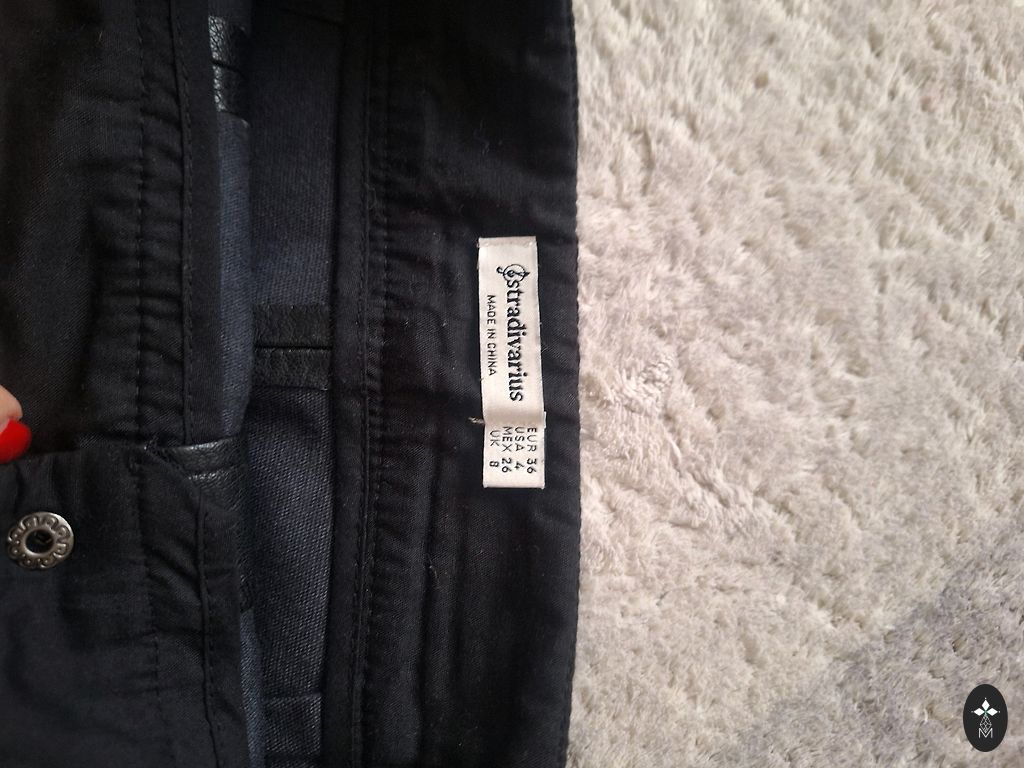 stradivarius
MADE IN CHINA
EUR 36
USA 4
MEX 26
UK 8
M